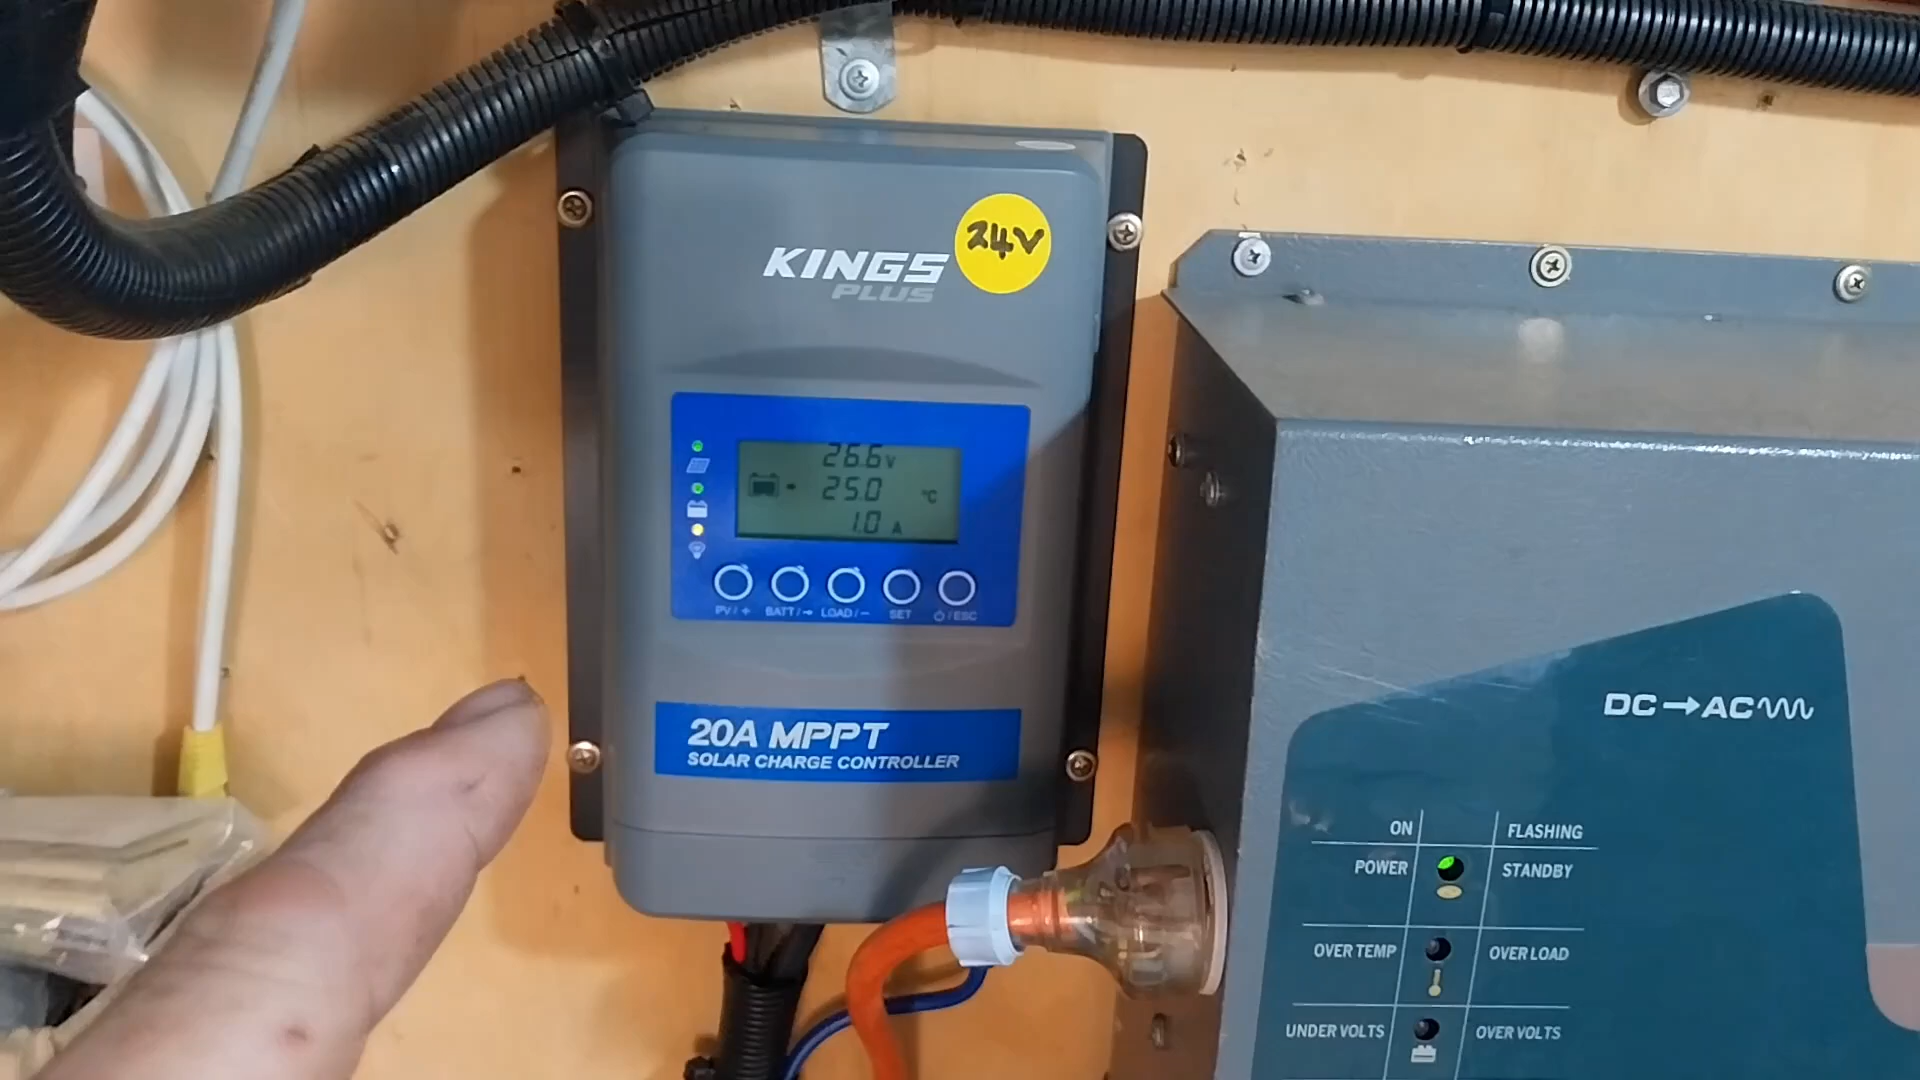 24V
KINGS
PLUS
26.6 V
25.0 °C
1.0 A
PV/+ BATT/→ LOAD/− SET ⏻/ESC
20A MPPT
SOLAR CHARGE CONTROLLER
DC→AC
ON FLASHING
POWER STANDBY
OVER TEMP OVER LOAD
UNDER VOLTS OVER VOLTS